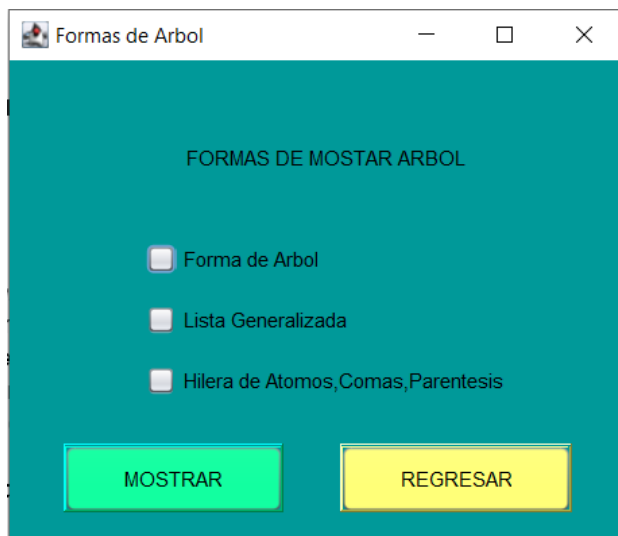 Formas de Arbol
FORMAS DE MOSTAR ARBOL
Forma de Arbol
Lista Generalizada
Hilera de Atomos,Comas,Parentesis
MOSTRAR
REGRESAR